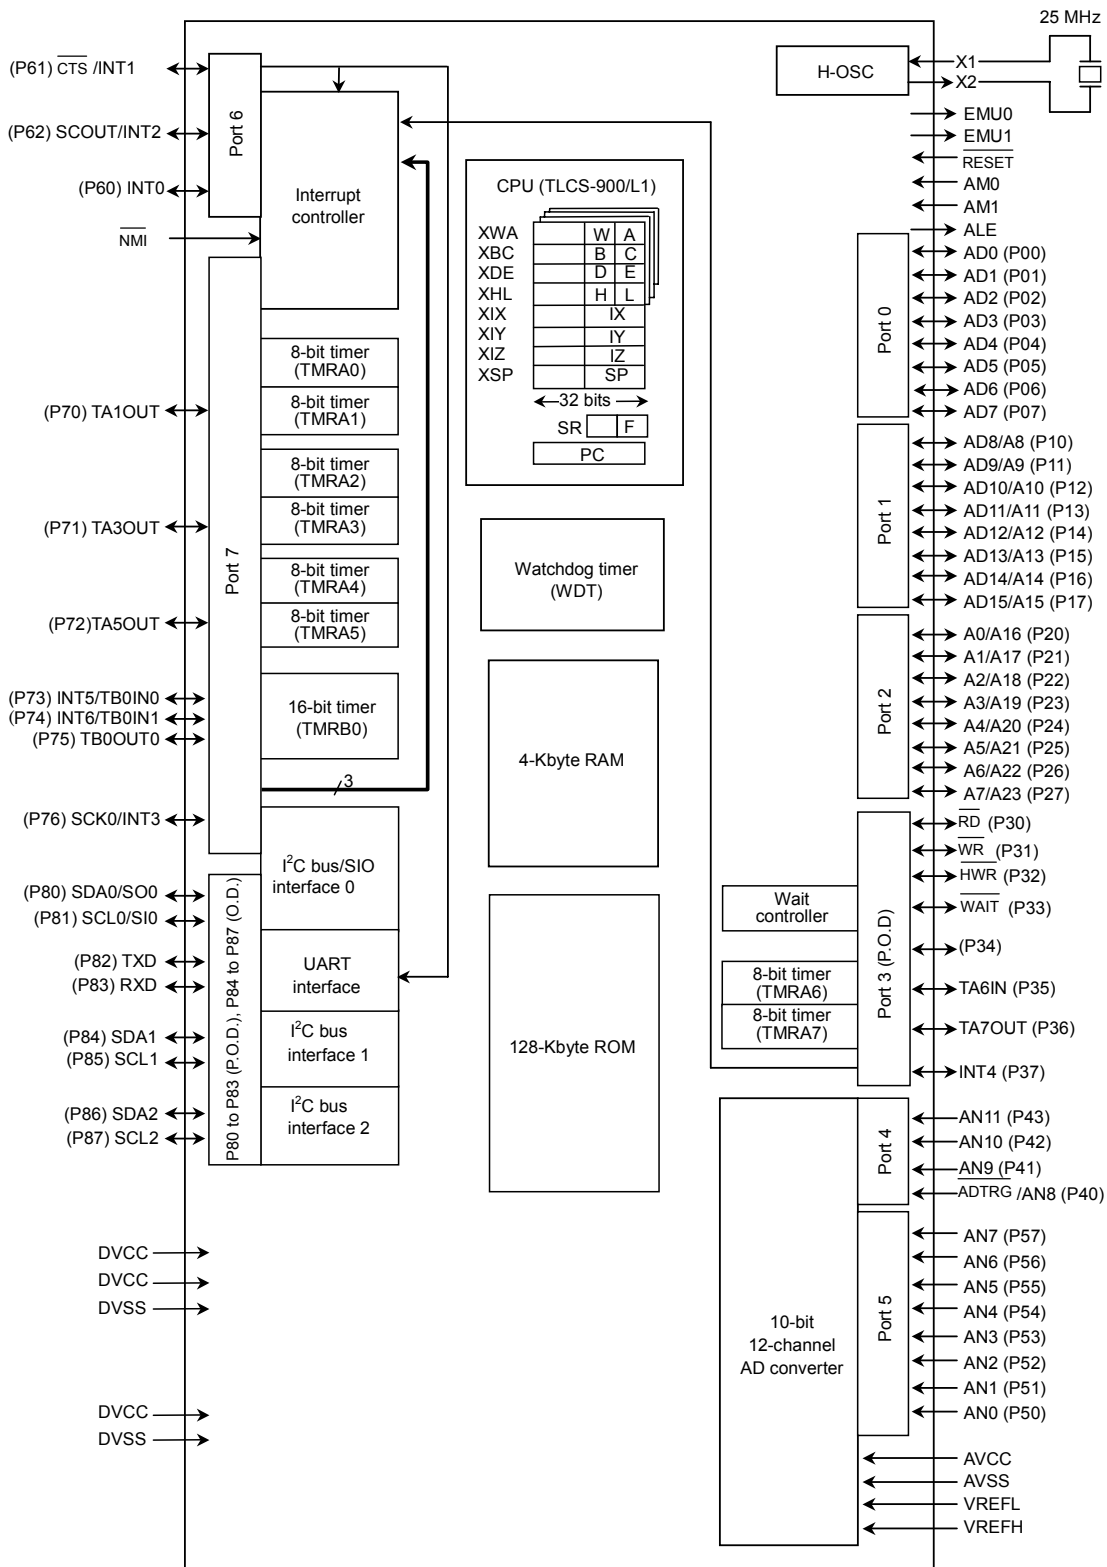 25 MHz
(P61) CTS /INT1
(P62) SCOUT/INT2
(P60) INT0
NMI
Port 6
Interrupt
controller
H-OSC
X1
X2
EMU0
EMU1
RESET
AM0
AM1
ALE
CPU (TLCS-900/L1)
XWA W A
XBC B C
XDE D E
XHL H L
XIX IX
XIY IY
XIZ IZ
XSP SP
32 bits
SR F
PC
Port 0
AD0 (P00)
AD1 (P01)
AD2 (P02)
AD3 (P03)
AD4 (P04)
AD5 (P05)
AD6 (P06)
AD7 (P07)
Port 1
AD8/A8 (P10)
AD9/A9 (P11)
AD10/A10 (P12)
AD11/A11 (P13)
AD12/A12 (P14)
AD13/A13 (P15)
AD14/A14 (P16)
AD15/A15 (P17)
Port 2
A0/A16 (P20)
A1/A17 (P21)
A2/A18 (P22)
A3/A19 (P23)
A4/A20 (P24)
A5/A21 (P25)
A6/A22 (P26)
A7/A23 (P27)
(P70) TA1OUT
(P71) TA3OUT
(P72)TA5OUT
(P73) INT5/TB0IN0
(P74) INT6/TB0IN1
(P75) TB0OUT0
(P76) SCK0/INT3
Port 7
8-bit timer
(TMRA0)
8-bit timer
(TMRA1)
8-bit timer
(TMRA2)
8-bit timer
(TMRA3)
8-bit timer
(TMRA4)
8-bit timer
(TMRA5)
16-bit timer
(TMRB0)
3
Watchdog timer
(WDT)
4-Kbyte RAM
128-Kbyte ROM
(P80) SDA0/SO0
(P81) SCL0/SI0
(P82) TXD
(P83) RXD
(P84) SDA1
(P85) SCL1
(P86) SDA2
(P87) SCL2
P80 to P83 (P.O.D.), P84 to P87 (O.D.)
I2C bus/SIO
interface 0
UART
interface
I2C bus
interface 1
I2C bus
interface 2
Wait
controller
8-bit timer
(TMRA6)
8-bit timer
(TMRA7)
Port 3 (P.O.D)
RD (P30)
WR (P31)
HWR (P32)
WAIT (P33)
(P34)
TA6IN (P35)
TA7OUT (P36)
INT4 (P37)
Port 4
AN11 (P43)
AN10 (P42)
AN9 (P41)
ADTRG /AN8 (P40)
Port 5
AN7 (P57)
AN6 (P56)
AN5 (P55)
AN4 (P54)
AN3 (P53)
AN2 (P52)
AN1 (P51)
AN0 (P50)
10-bit
12-channel
AD converter
AVCC
AVSS
VREFL
VREFH
DVCC
DVCC
DVSS
DVCC
DVSS